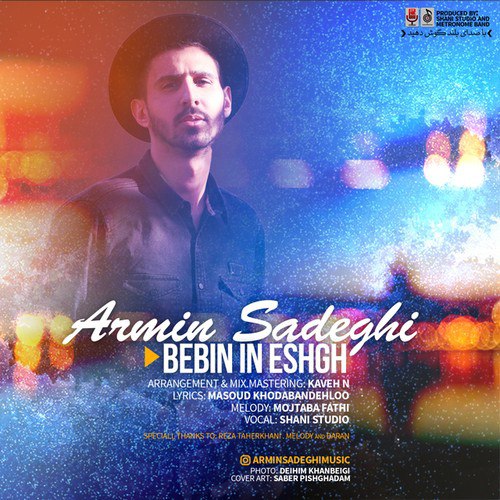 PRODUCED BY:
SHANI STUDIO AND
METRONOME BAND
با صدای بلند گوش دهید
Armin Sadeghi
BEBIN IN ESHGH
ARRANGEMENT & MIX.MASTERING: KAVEH N
LYRICS: MASOUD KHODABANDEHLOO
MELODY: MOJTABA FATHI
VOCAL: SHANI STUDIO
SPECIALL THANKS TO: REZA TAHERKHANI . MELODY AND BARAN
ARMINSADEGHIMUSIC
PHOTO: DEIHIM KHANBEIGI
COVER ART: SABER PISHGHADAM